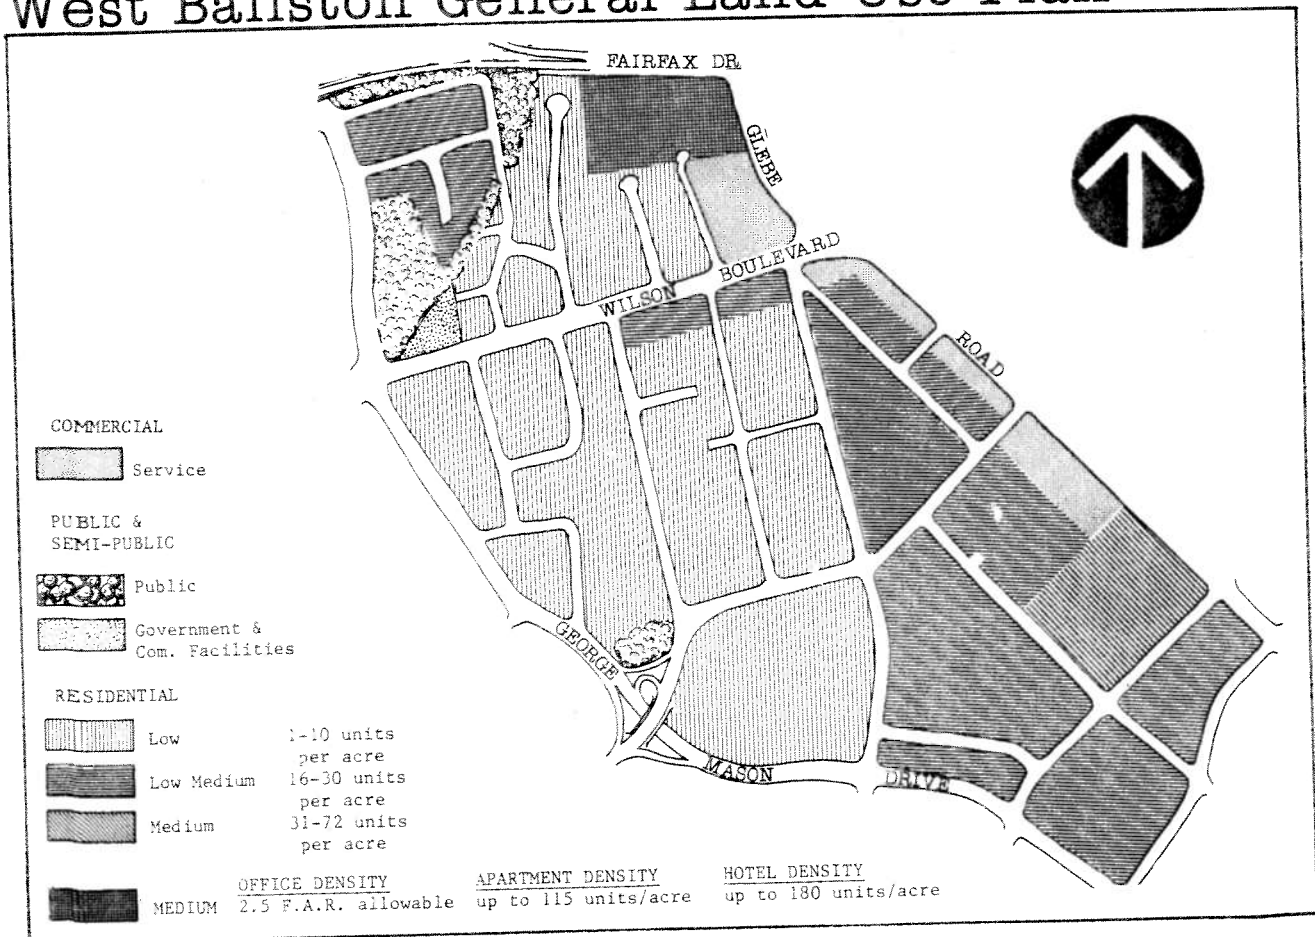 West Ballston General Land Use Plan
FAIRFAX DR
GLEBE
WILSON BOULEVARD
ROAD
COMMERCIAL
Service
PUBLIC &
SEMI-PUBLIC
Public
Government &
Com. Facilities
RESIDENTIAL
Low 1-10 units
per acre
Low Medium 16-30 units
per acre
Medium 31-72 units
per acre
GEORGE MASON DRIVE
OFFICE DENSITY APARTMENT DENSITY HOTEL DENSITY
MEDIUM 2.5 F.A.R. allowable up to 115 units/acre up to 180 units/acre